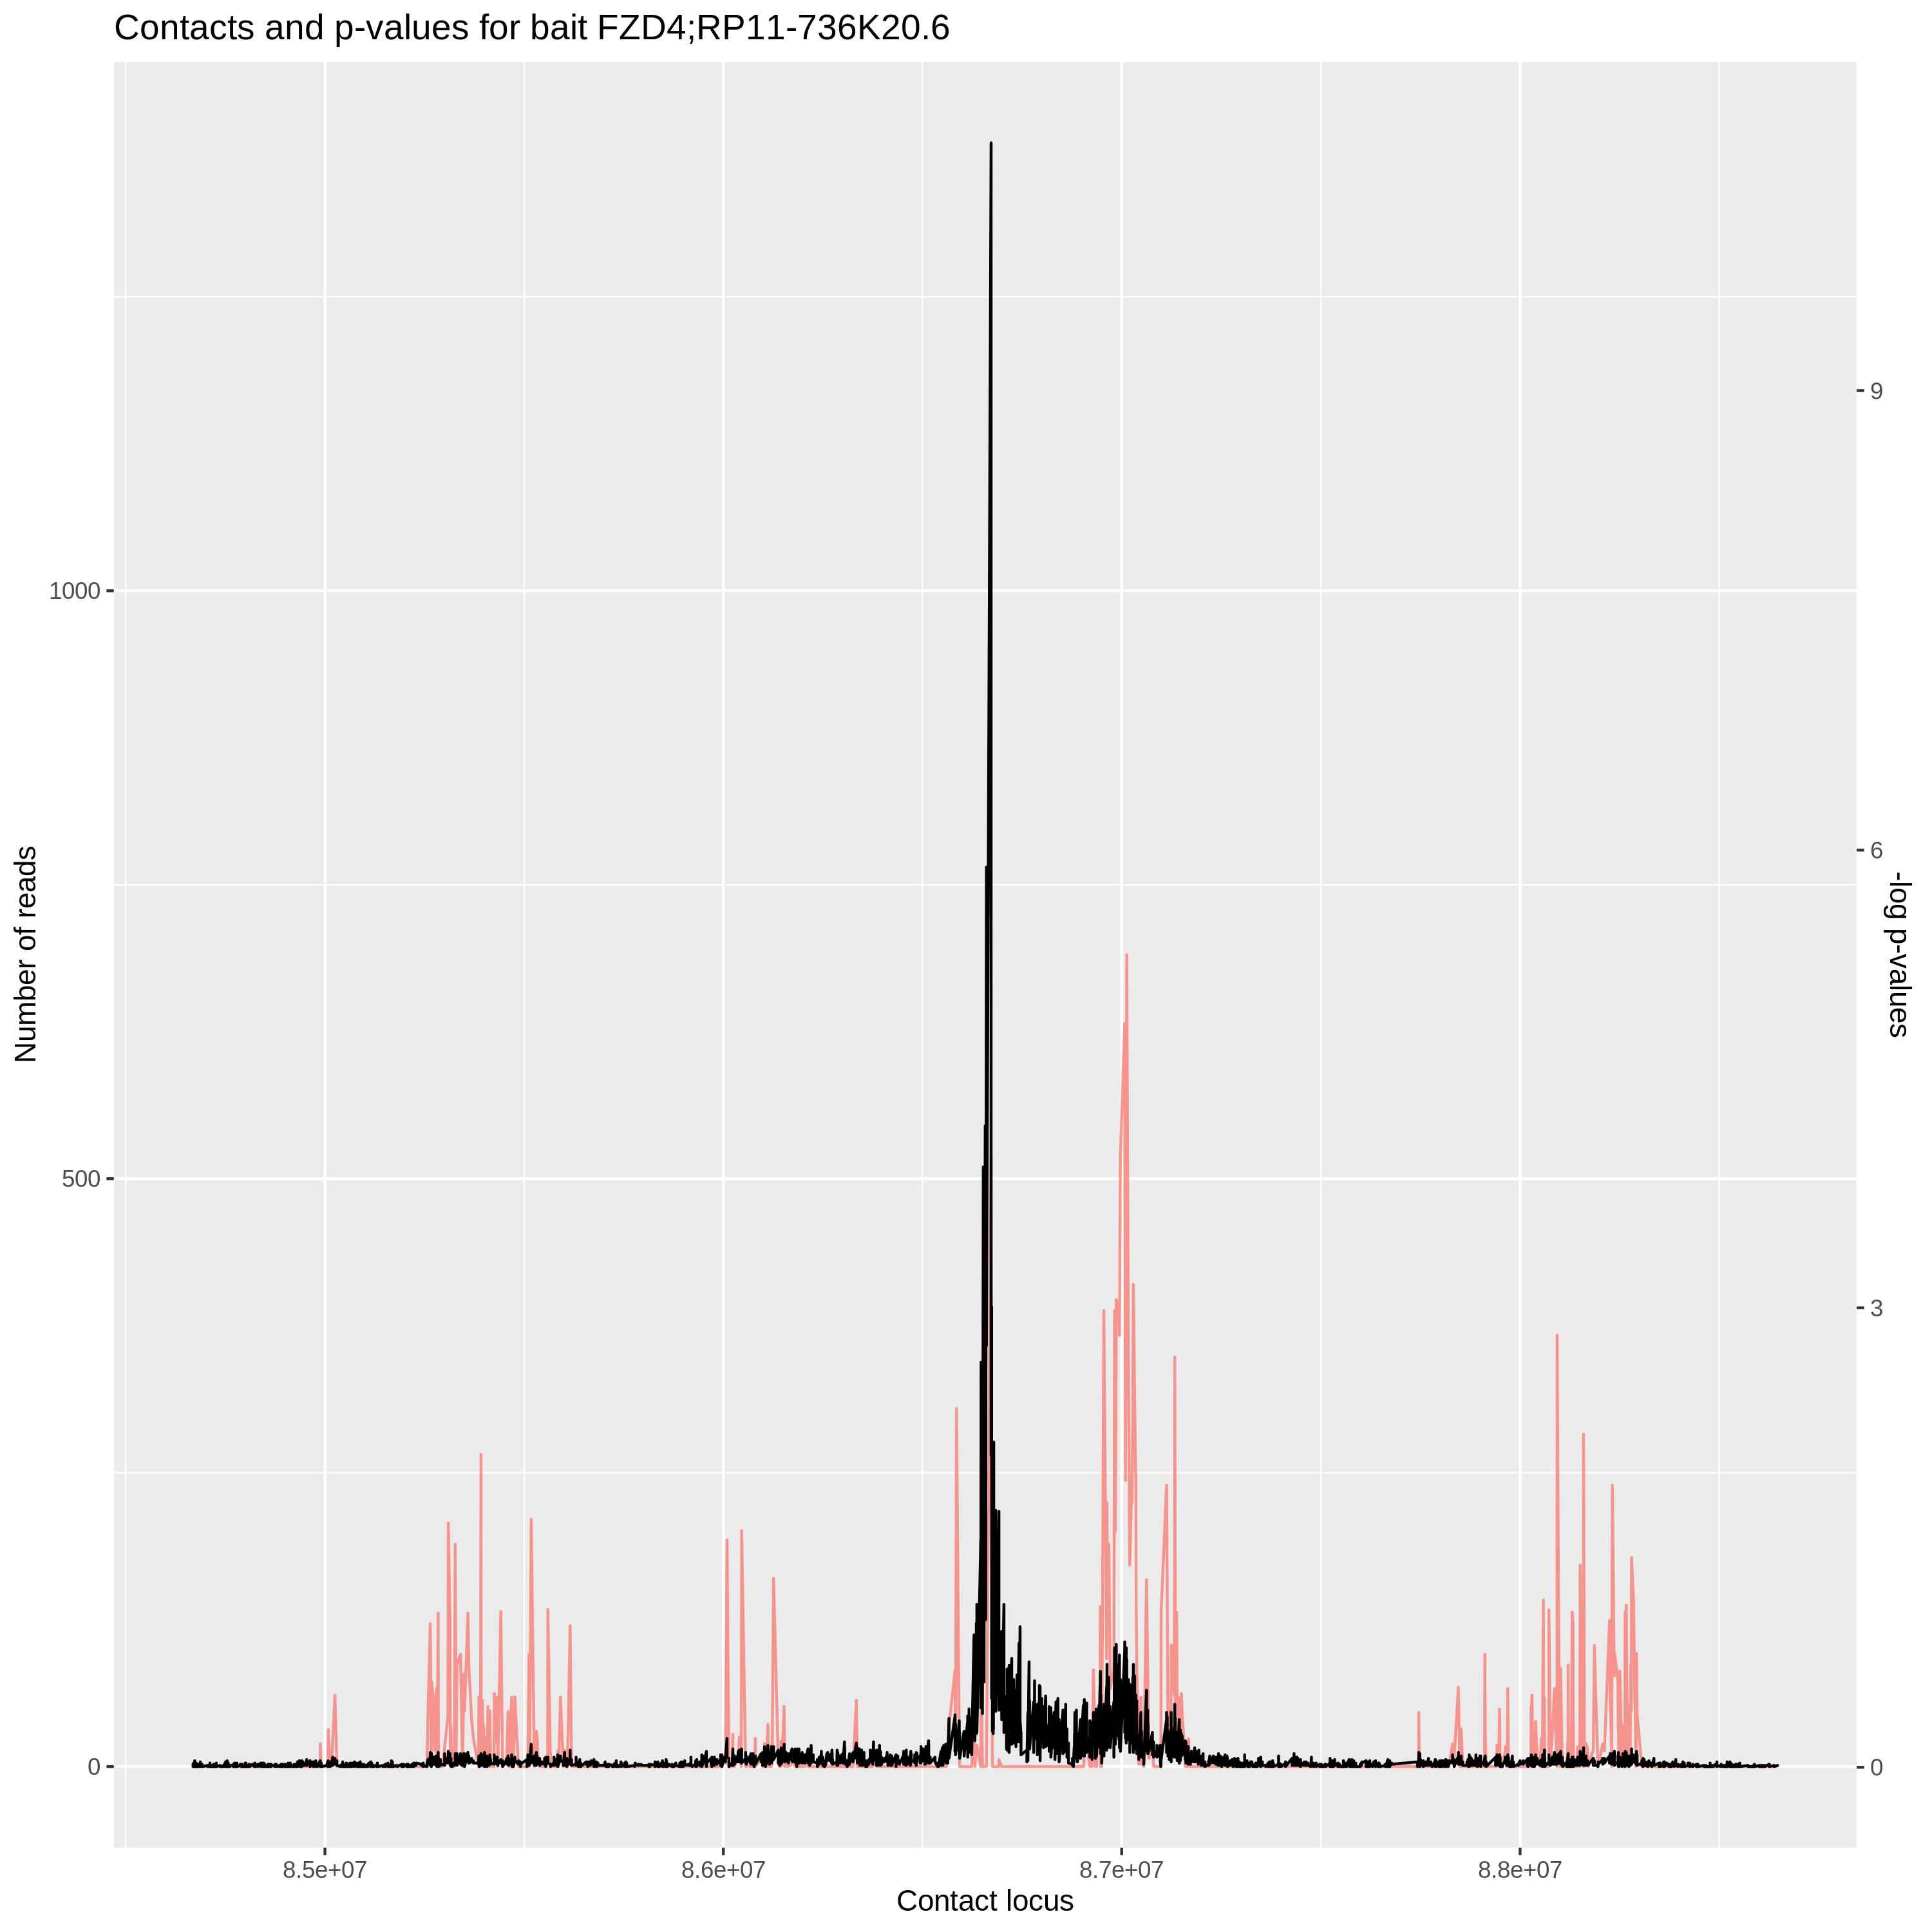 Contacts and p-values for bait FZD4;RP11-736K20.6
Number of reads
1000
500
0
9
6
3
0
-log p-values
8.5e+07
8.6e+07
8.7e+07
8.8e+07
Contact locus